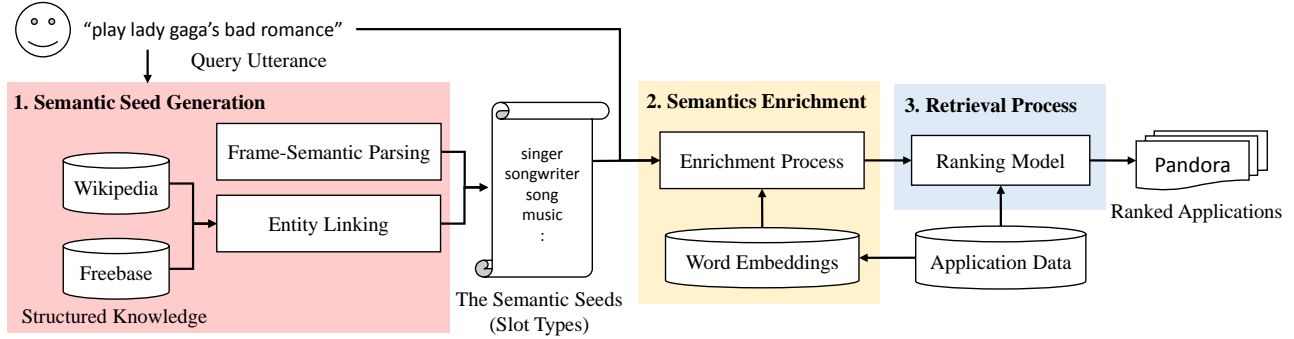 “play lady gaga’s bad romance”
Query Utterance
1. Semantic Seed Generation
Frame-Semantic Parsing
Wikipedia
Entity Linking
Freebase
Structured Knowledge
singer
songwriter
song
music
:
The Semantic Seeds
(Slot Types)
2. Semantics Enrichment
Enrichment Process
Word Embeddings
3. Retrieval Process
Ranking Model
Application Data
Pandora
Ranked Applications